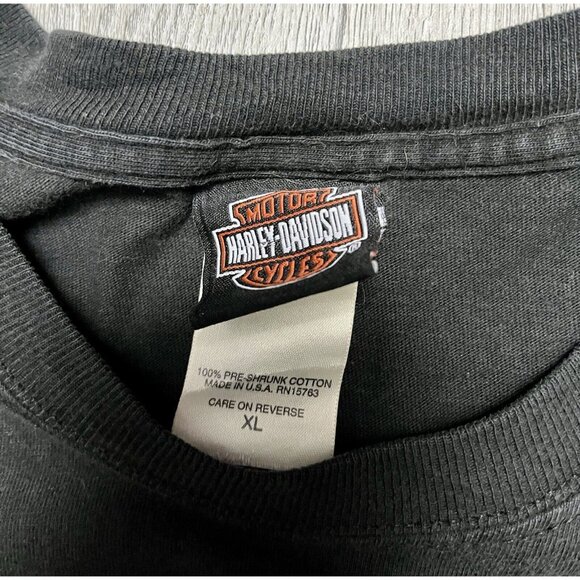 MOTOR
HARLEY-DAVIDSON
CYCLES
100% PRE-SHRUNK COTTON
MADE IN U.S.A. RN15763
CARE ON REVERSE
XL